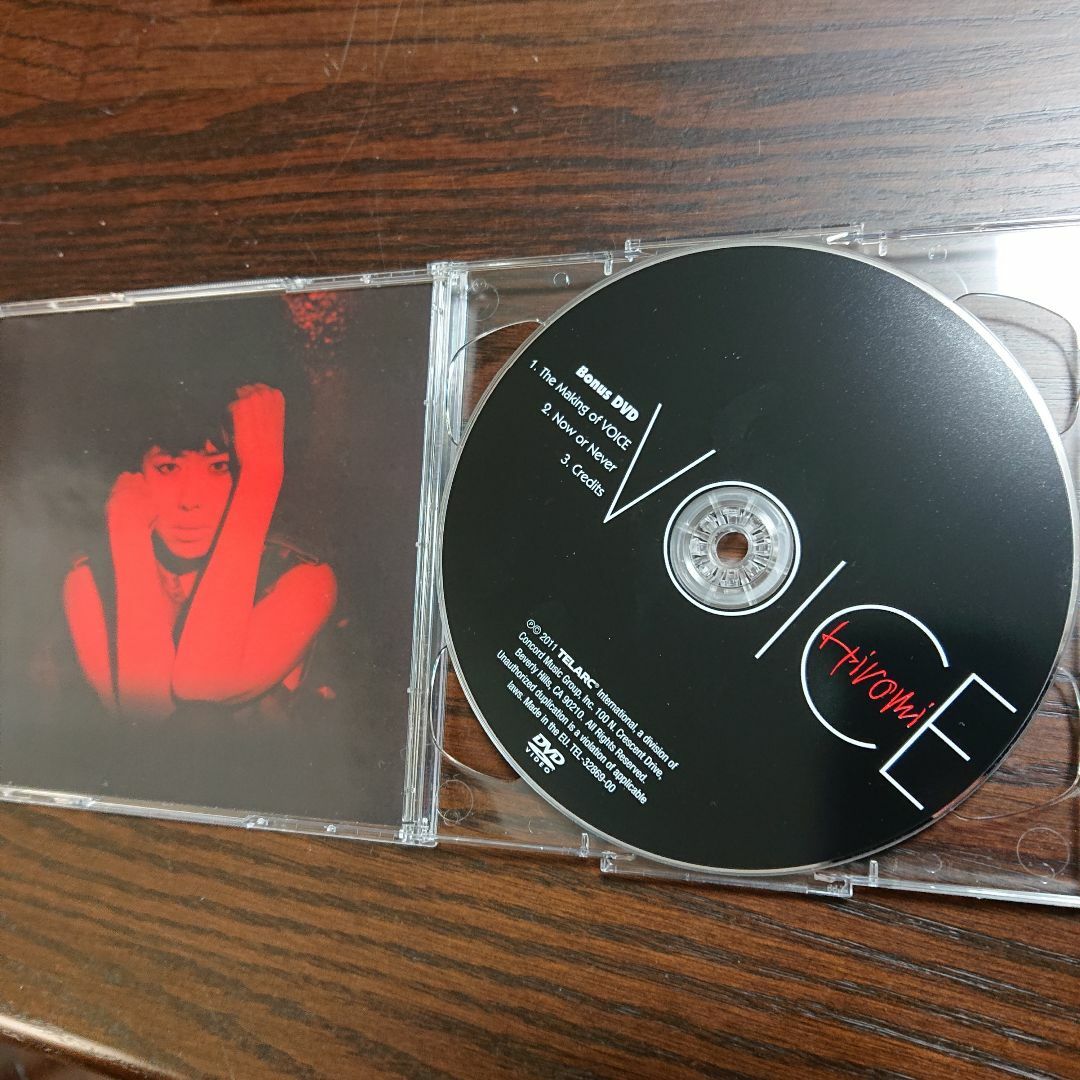 Bonus DVD
1. The Making of VOICE
2. Now or Never
3. Credits
VOICE
Hiromi
℗© 2011 TELARC® International, a division of
Concord Music Group, Inc. 100 N. Crescent Drive,
Beverly Hills, CA 90210. All Rights Reserved.
Unauthorized duplication is a violation of applicable
laws. Made in the EU. TEL-32869-00
DVD
VIDEO